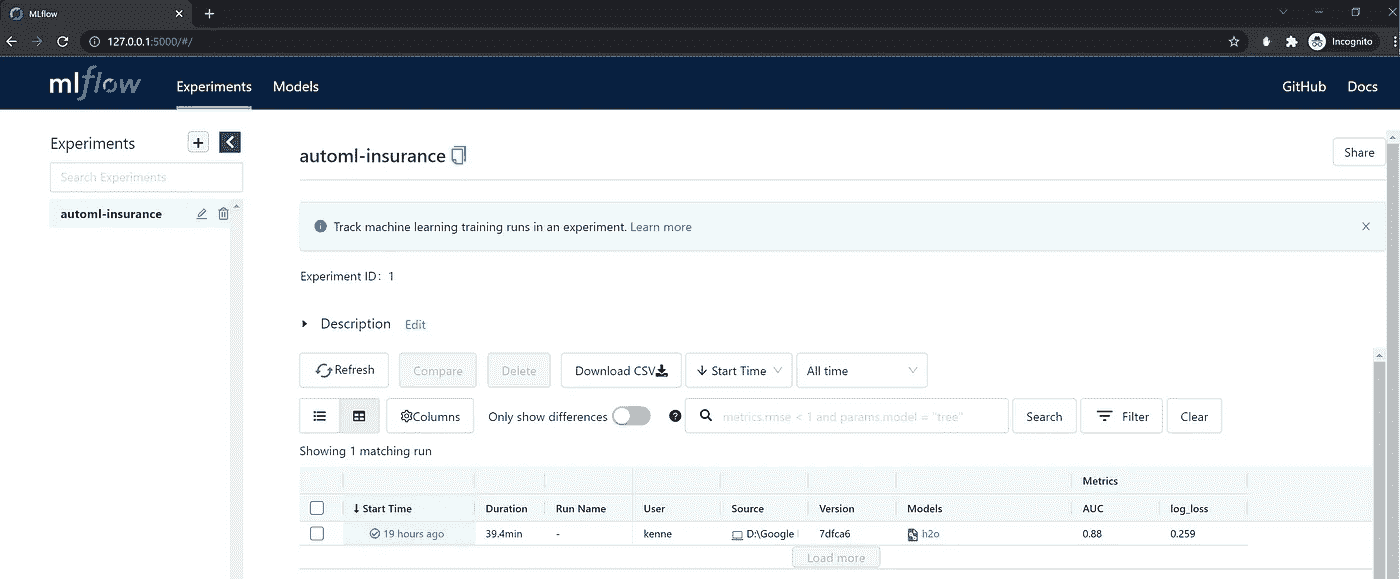 MLflow
127.0.0.1:5000/#/
Incognito
mlflow Experiments Models GitHub Docs
Experiments
Search Experiments
automl-insurance
automl-insurance
Share
Track machine learning training runs in an experiment. Learn more
Experiment ID: 1
Description Edit
Refresh Compare Delete Download CSV Start Time All time
Columns Only show differences metrics.rmse < 1 and params.model = "tree" Search Filter Clear
Showing 1 matching run
Metrics
Start Time Duration Run Name User Source Version Models AUC log_loss
19 hours ago 39.4min - kenne D:\Google 7dfca6 h2o 0.88 0.259
Load more